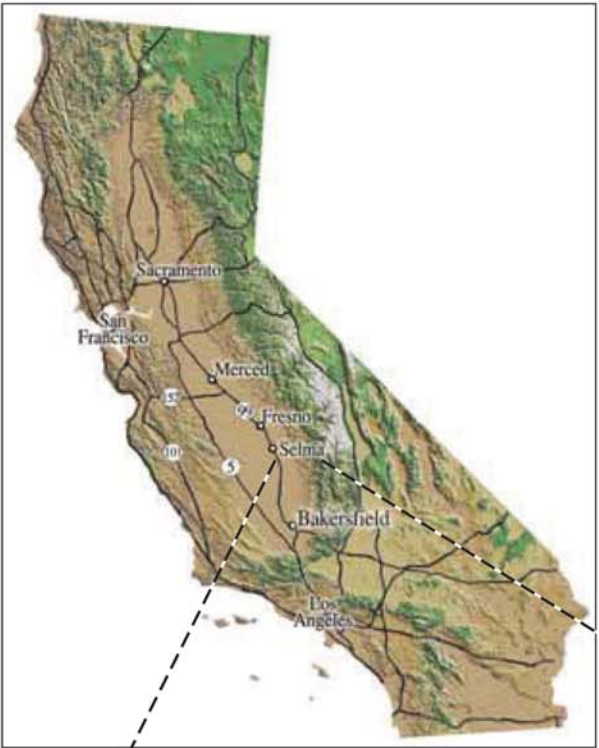 Sacramento
San
Francisco
Merced
152
99
Fresno
Selma
101
5
Bakersfield
Los
Angeles